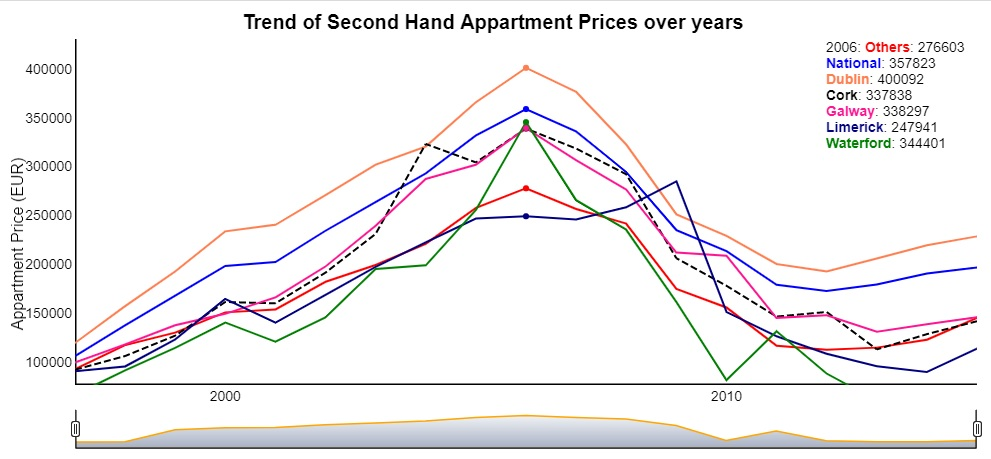 Trend of Second Hand Appartment Prices over years
2006: Others: 276603
National: 357823
Dublin: 400092
Cork: 337838
Galway: 338297
Limerick: 247941
Waterford: 344401
Appartment Price (EUR)
400000
350000
300000
250000
200000
150000
100000
2000 2010